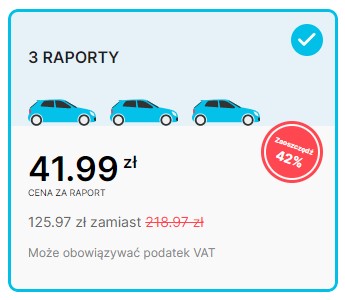 3 RAPORTY
41.99 zł
Zaoszczędź
42%
CENA ZA RAPORT
125.97 zł zamiast 218.97 zł
Może obowiązywać podatek VAT